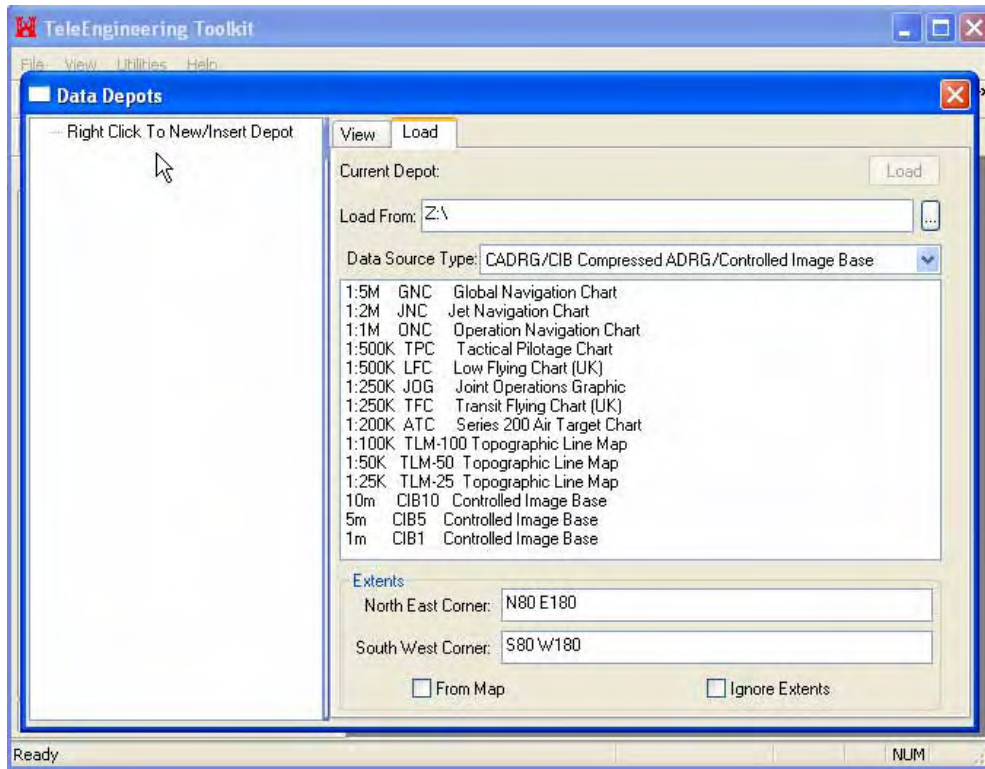 TeleEngineering Toolkit
File View Utilities Help
Data Depots
Right Click To New/Insert Depot
View Load
Current Depot: Load
Load From: Z:\ ...
Data Source Type: CADRG/CIB Compressed ADRG/Controlled Image Base
1:5M GNC Global Navigation Chart
1:2M JNC Jet Navigation Chart
1:1M ONC Operation Navigation Chart
1:500K TPC Tactical Pilotage Chart
1:500K LFC Low Flying Chart (UK)
1:250K JOG Joint Operations Graphic
1:250K TFC Transit Flying Chart (UK)
1:200K ATC Series 200 Air Target Chart
1:100K TLM-100 Topographic Line Map
1:50K TLM-50 Topographic Line Map
1:25K TLM-25 Topographic Line Map
10m CIB10 Controlled Image Base
5m CIB5 Controlled Image Base
1m CIB1 Controlled Image Base
Extents
North East Corner: N80 E180
South West Corner: S80 W180
From Map Ignore Extents
Ready NUM